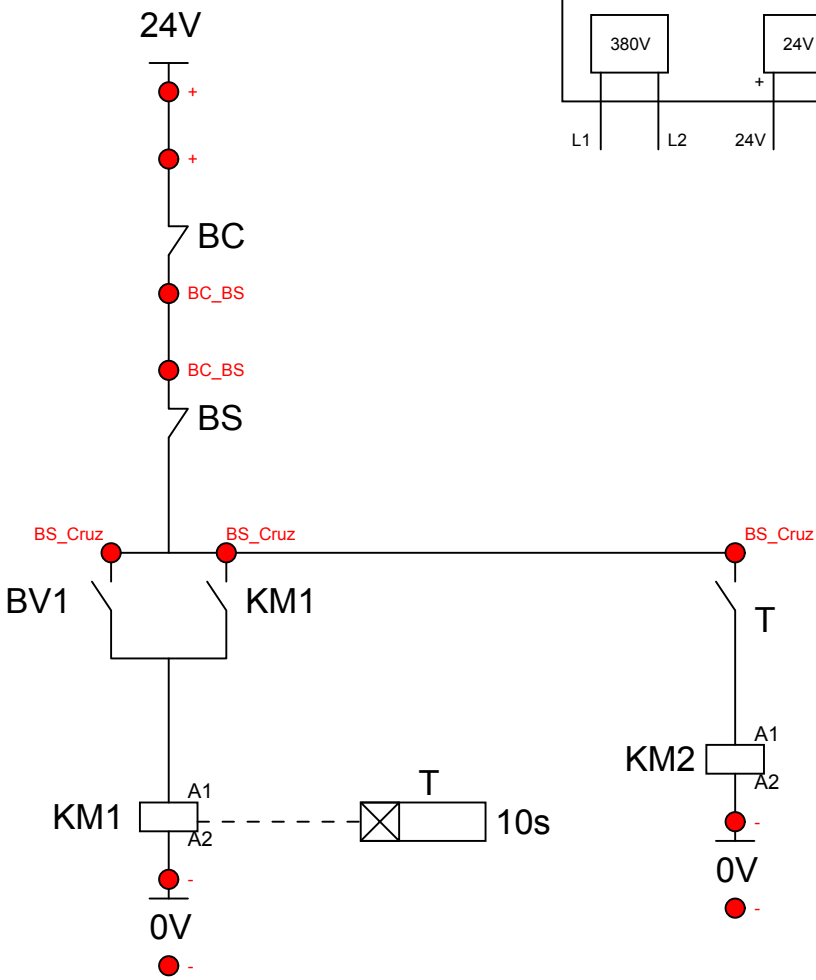 24V
380V
24V
+
+
L1
L2
24V
+
BC
BC_BS
BC_BS
BS
BS_Cruz
BS_Cruz
BS_Cruz
BV1
KM1
T
A1
KM2
A2
T
A1
KM1
10s
A2
-
0V
-
-
0V
-